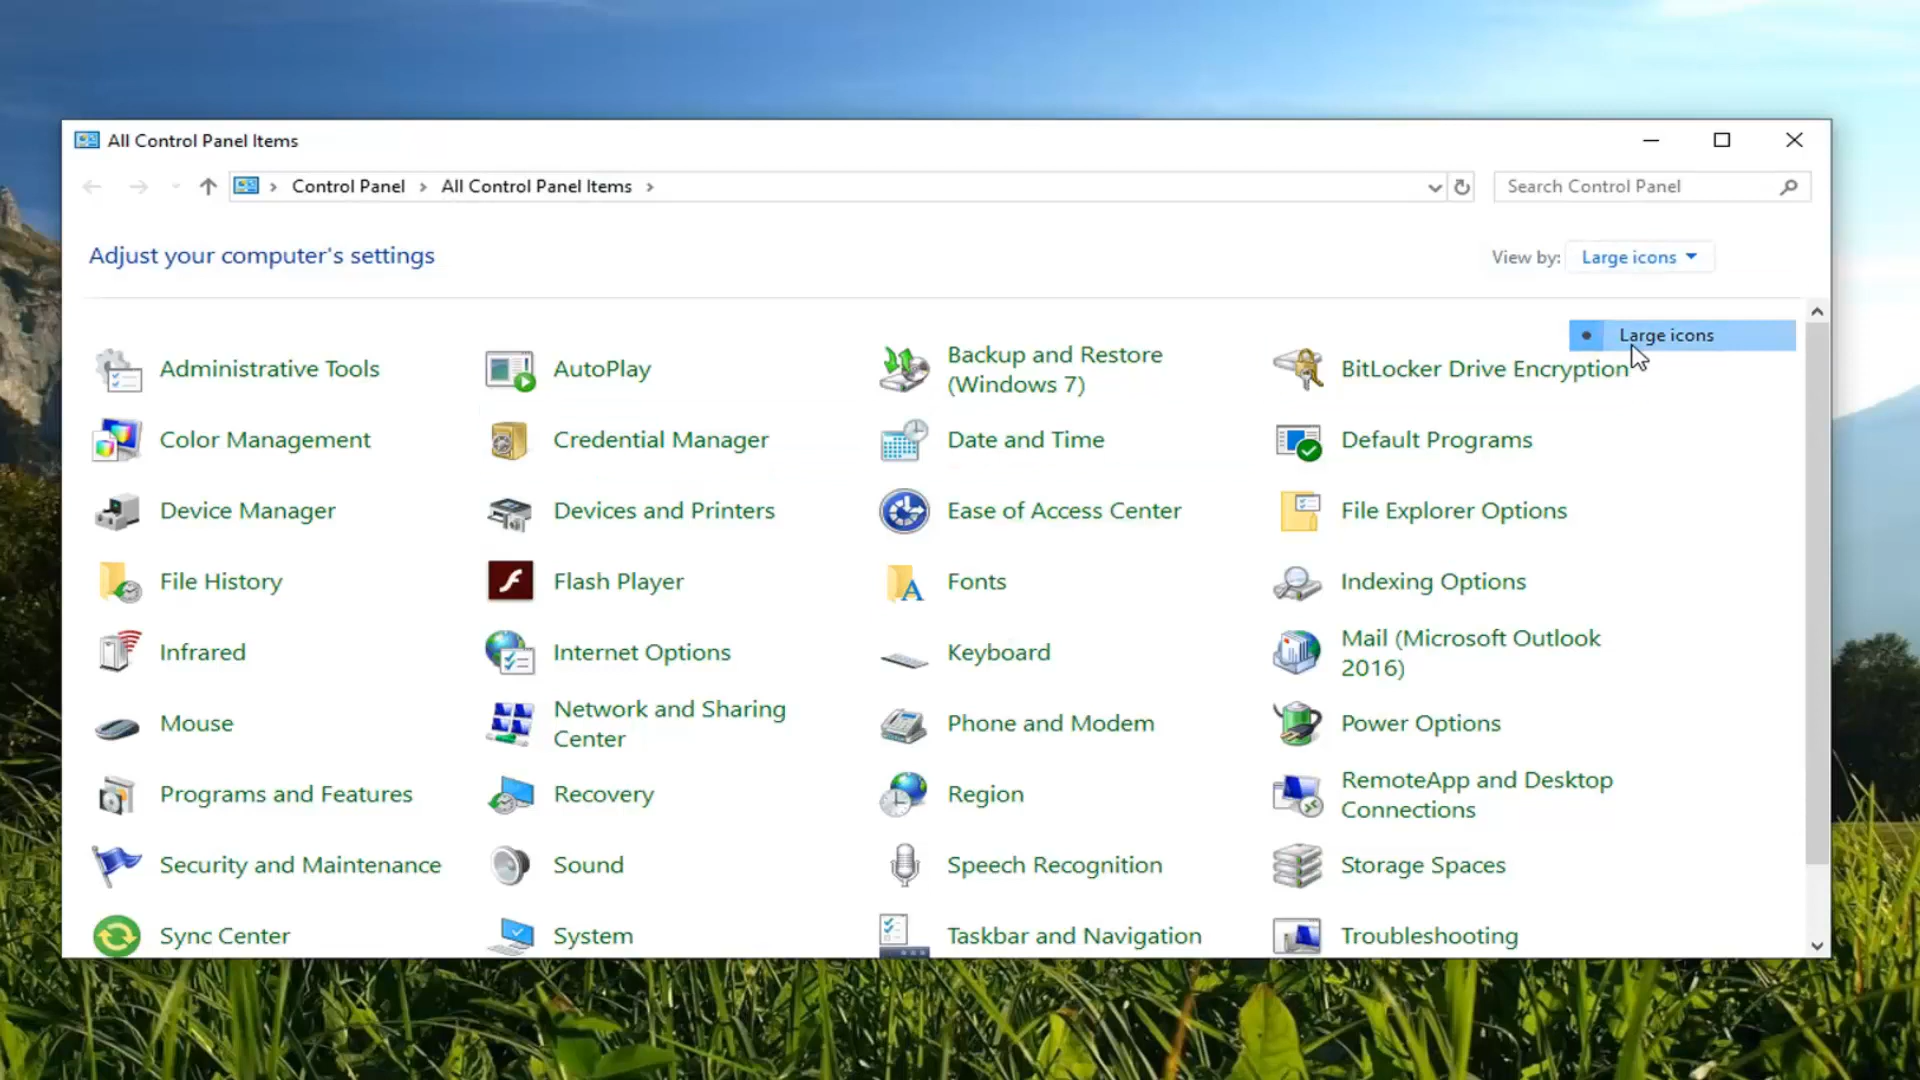 All Control Panel Items
Control Panel
All Control Panel Items
Search Control Panel
Adjust your computer's settings
View by:
Large icons
Large icons
Administrative Tools
AutoPlay
Backup and Restore
(Windows 7)
BitLocker Drive Encryption
Color Management
Credential Manager
Date and Time
Default Programs
Device Manager
Devices and Printers
Ease of Access Center
File Explorer Options
File History
Flash Player
Fonts
Indexing Options
Infrared
Internet Options
Keyboard
Mail (Microsoft Outlook
2016)
Mouse
Network and Sharing
Center
Phone and Modem
Power Options
Programs and Features
Recovery
Region
RemoteApp and Desktop
Connections
Security and Maintenance
Sound
Speech Recognition
Storage Spaces
Sync Center
System
Taskbar and Navigation
Troubleshooting